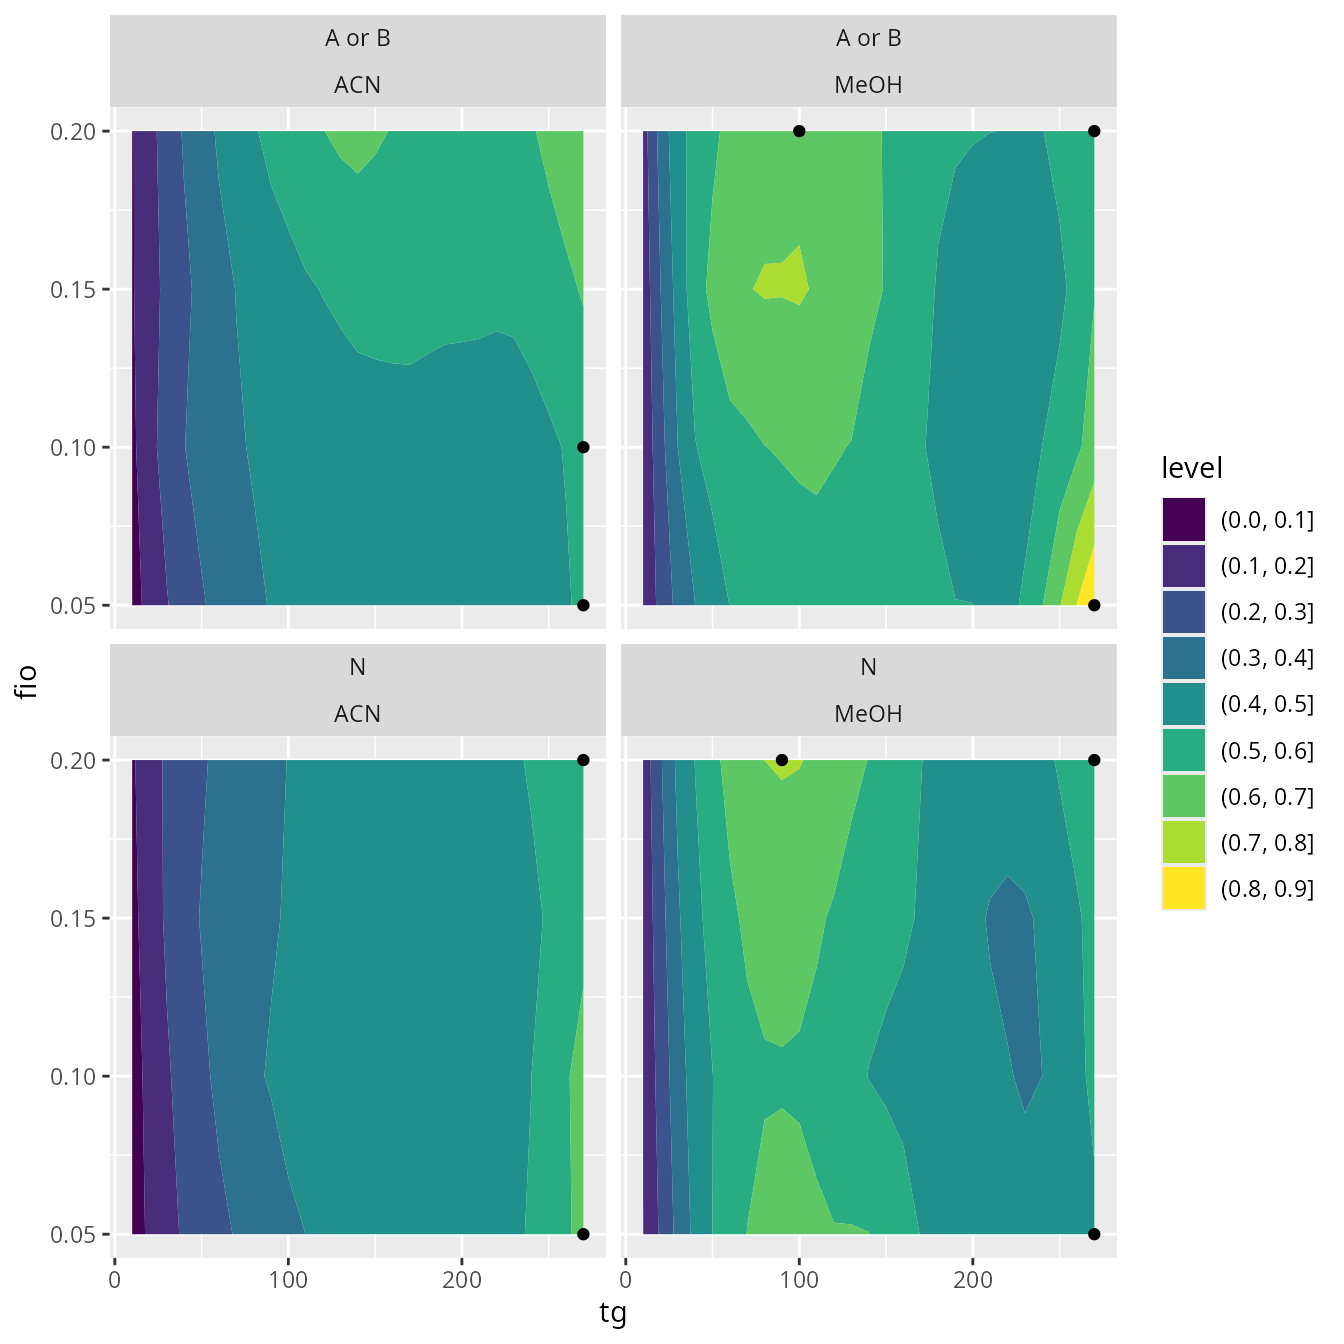 A or B
ACN
A or B
MeOH
0.20
0.15
0.10
0.05
N
ACN
N
MeOH
0.20
0.15
0.10
0.05
0
100
200
0
100
200
fio
tg
level
(0.0, 0.1]
(0.1, 0.2]
(0.2, 0.3]
(0.3, 0.4]
(0.4, 0.5]
(0.5, 0.6]
(0.6, 0.7]
(0.7, 0.8]
(0.8, 0.9]